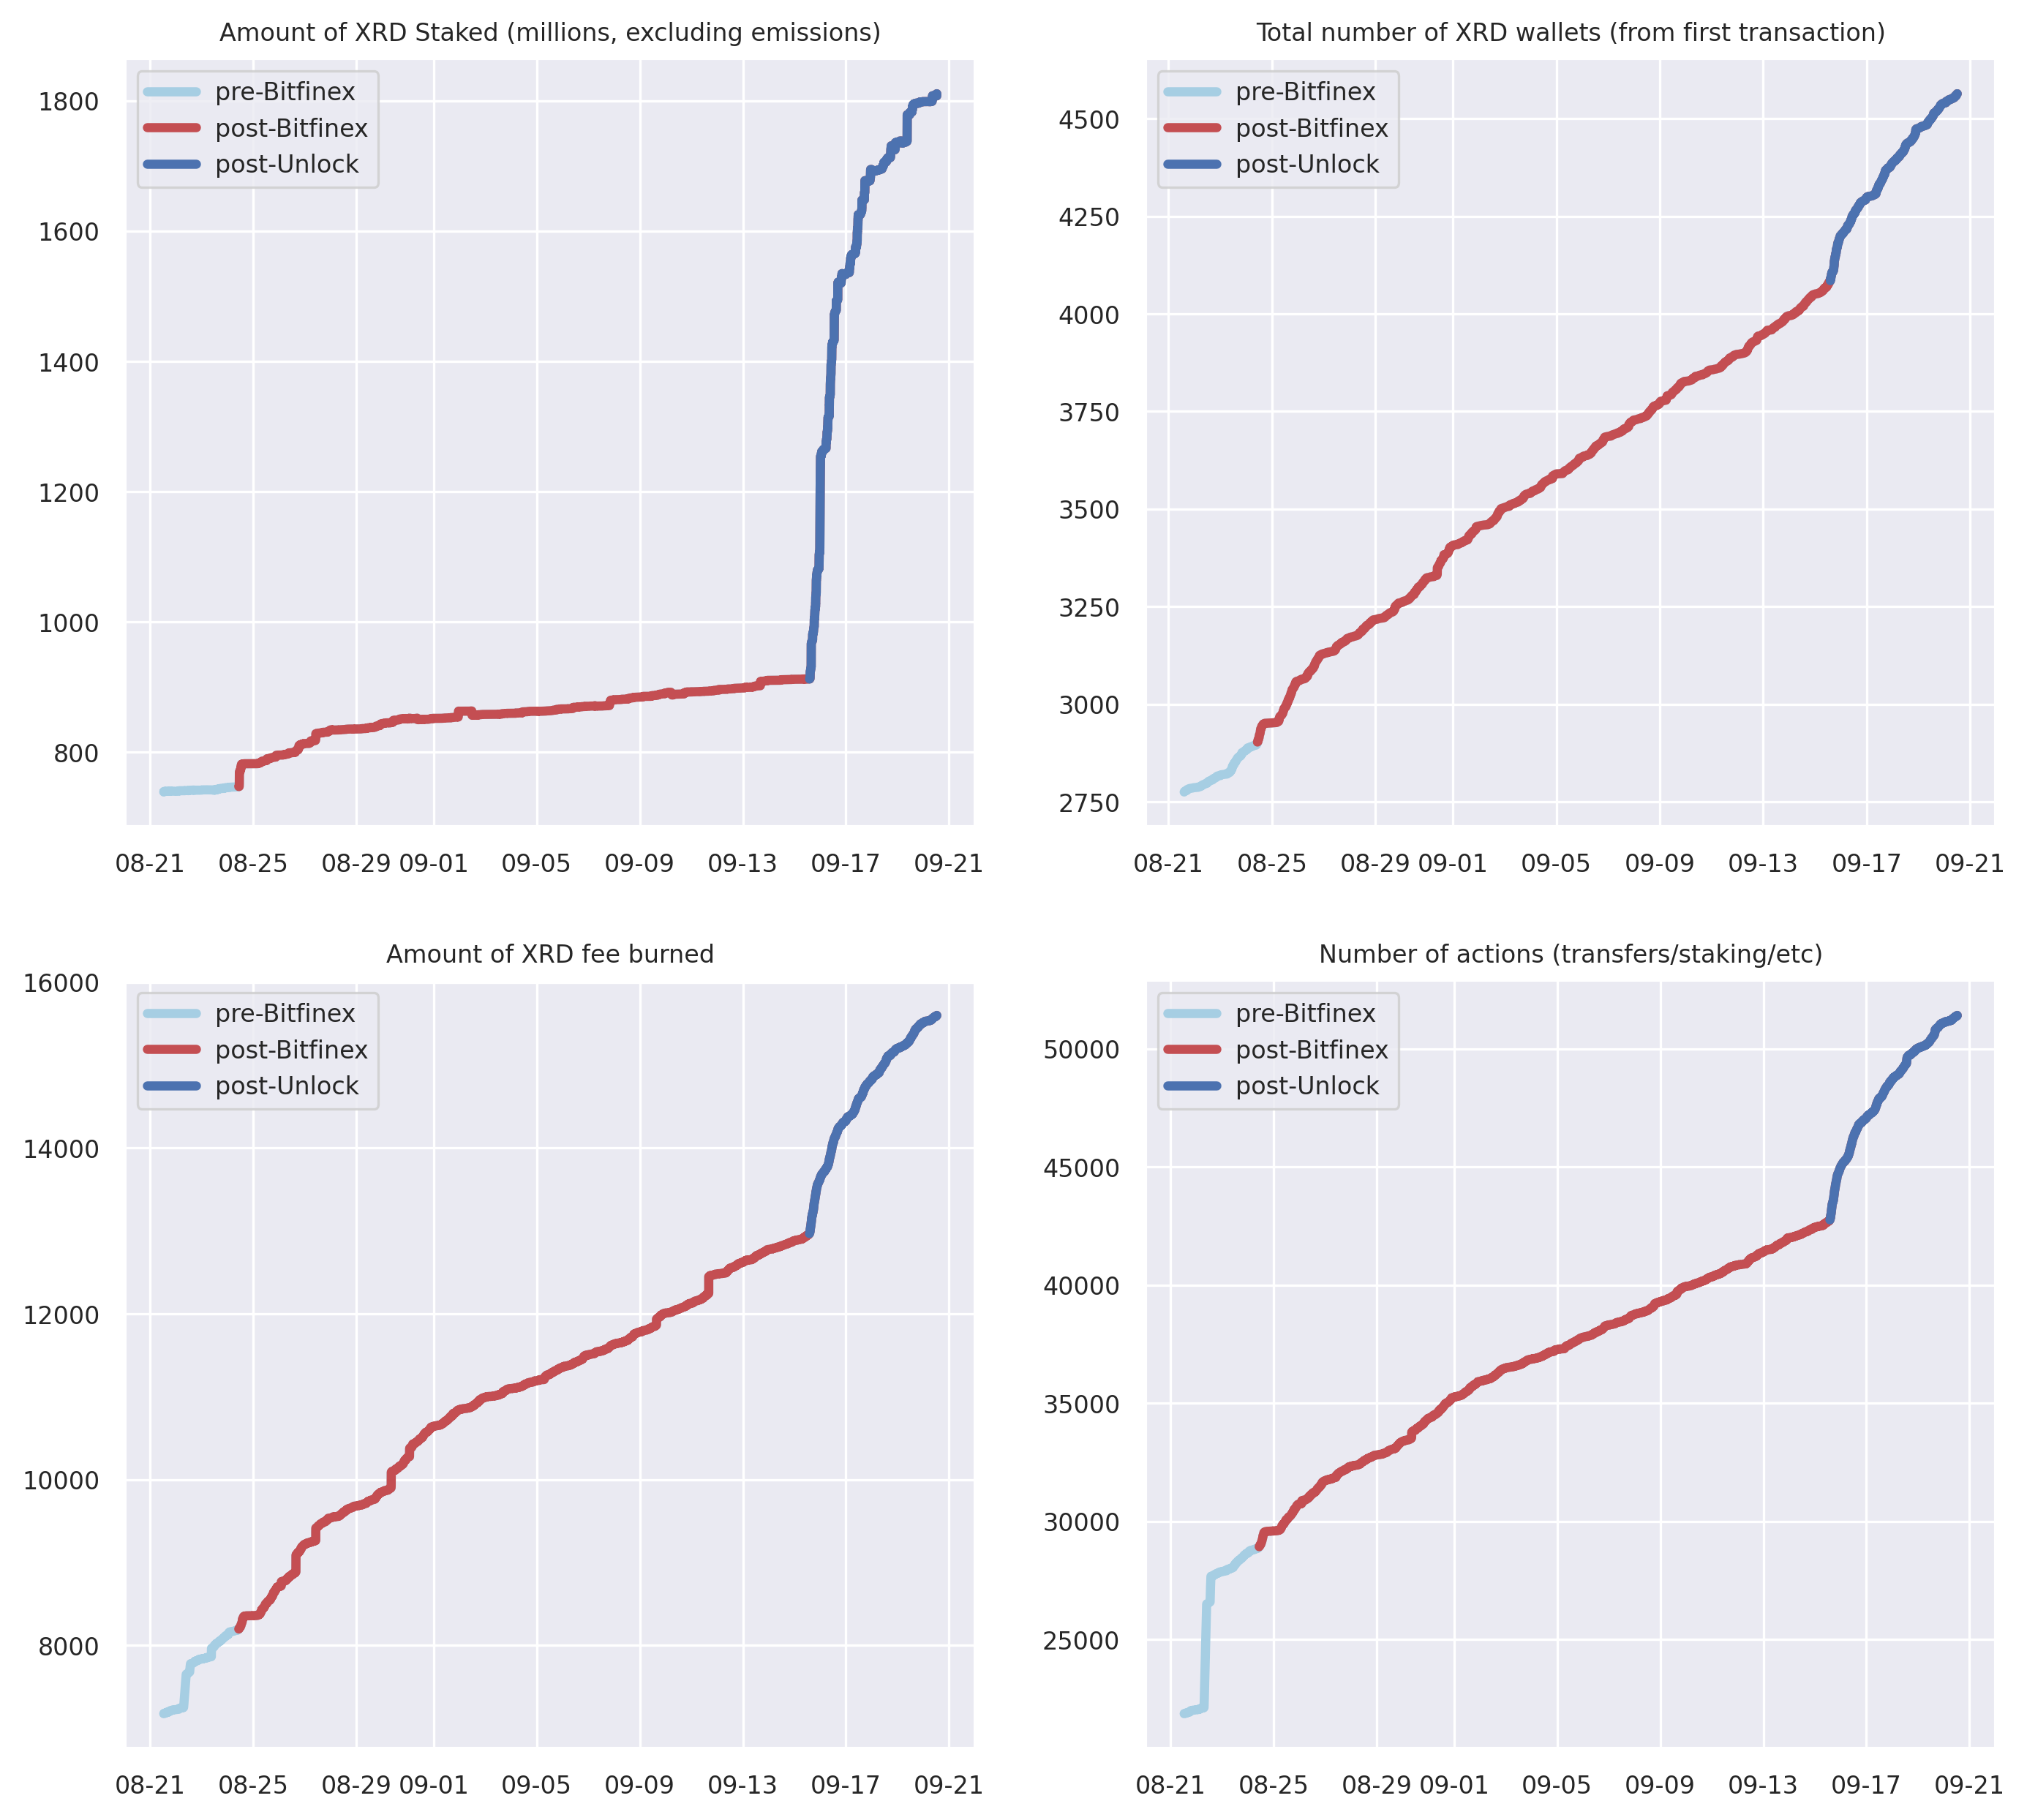 Amount of XRD Staked (millions, excluding emissions)
pre-Bitfinex
post-Bitfinex
post-Unlock
1800
1600
1400
1200
1000
800
08-21 08-25 08-29 09-01 09-05 09-09 09-13 09-17 09-21
Total number of XRD wallets (from first transaction)
pre-Bitfinex
post-Bitfinex
post-Unlock
4500
4250
4000
3750
3500
3250
3000
2750
08-21 08-25 08-29 09-01 09-05 09-09 09-13 09-17 09-21
Amount of XRD fee burned
pre-Bitfinex
post-Bitfinex
post-Unlock
16000
14000
12000
10000
8000
08-21 08-25 08-29 09-01 09-05 09-09 09-13 09-17 09-21
Number of actions (transfers/staking/etc)
pre-Bitfinex
post-Bitfinex
post-Unlock
50000
45000
40000
35000
30000
25000
08-21 08-25 08-29 09-01 09-05 09-09 09-13 09-17 09-21